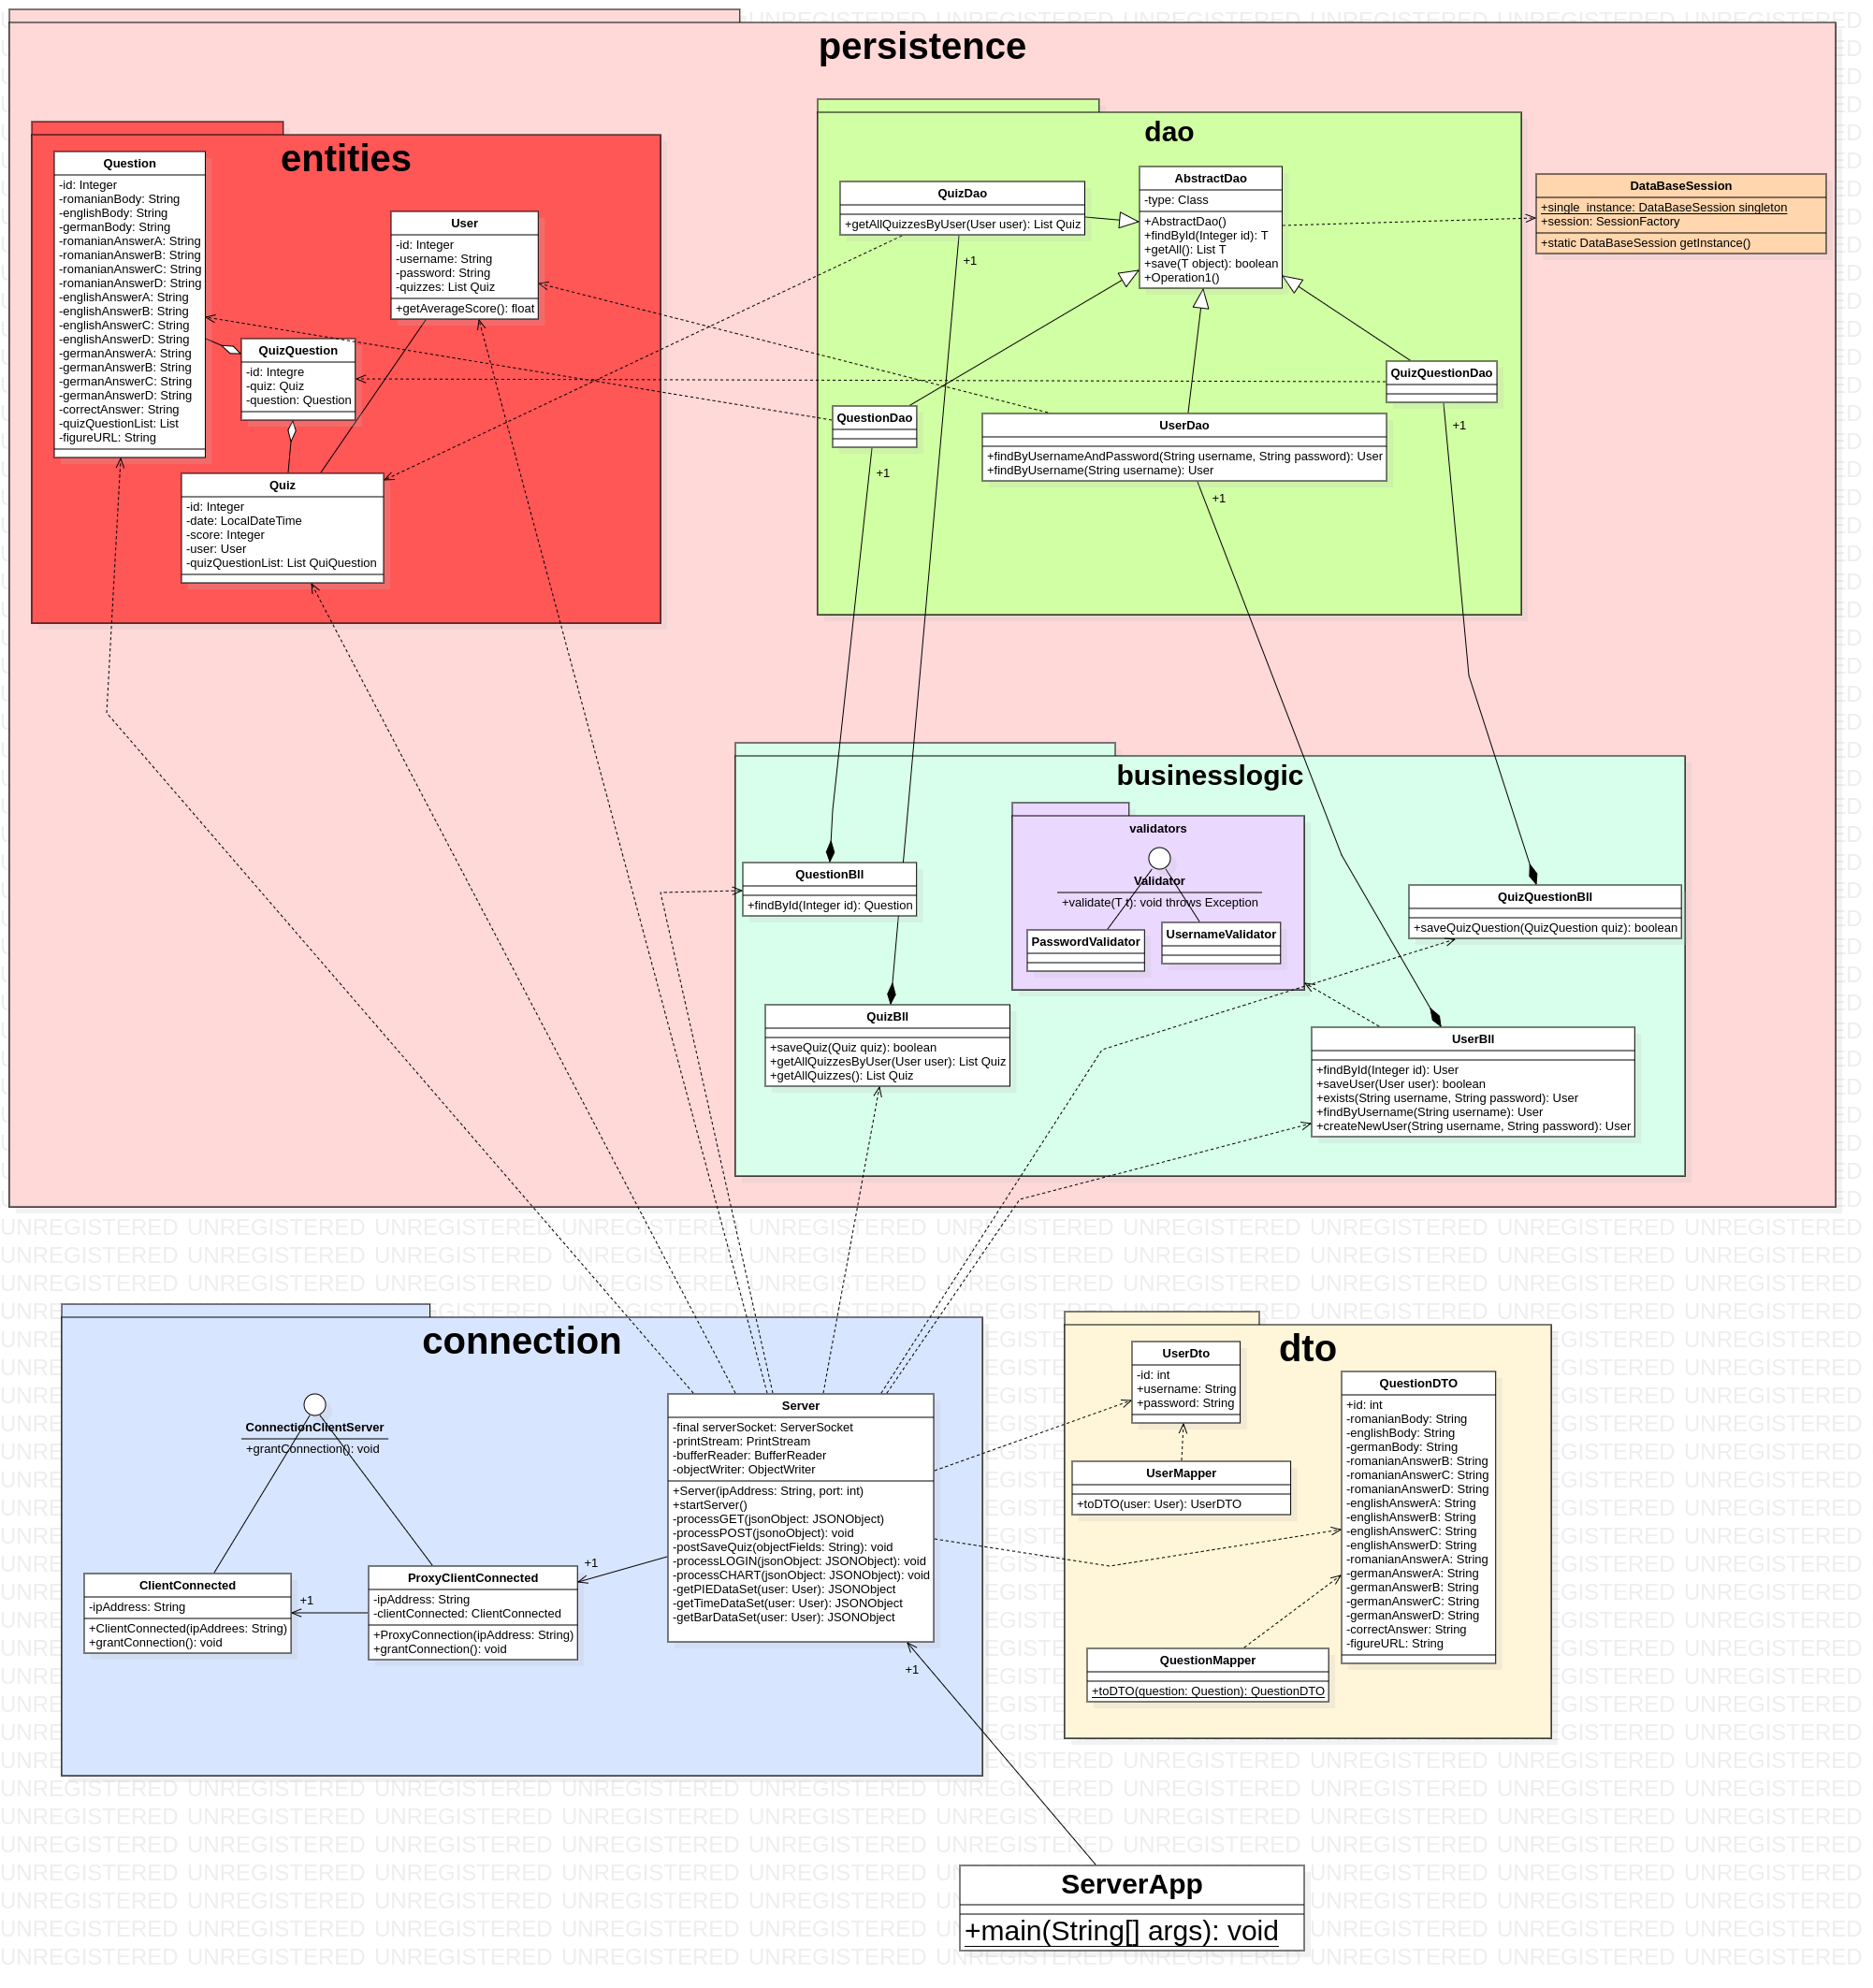 persistence
entities
Question
-id: Integer
-romanianBody: String
-englishBody: String
-germanBody: String
-romanianAnswerA: String
-romanianAnswerB: String
-romanianAnswerC: String
-romanianAnswerD: String
-englishAnswerA: String
-englishAnswerB: String
-englishAnswerC: String
-englishAnswerD: String
-germanAnswerA: String
-germanAnswerB: String
-germanAnswerC: String
-germanAnswerD: String
-correctAnswer: String
-quizQuestionList: List
-figureURL: String
User
-id: Integer
-username: String
-password: String
-quizzes: List Quiz
+getAverageScore(): float
QuizQuestion
-id: Integre
-quiz: Quiz
-question: Question
Quiz
-id: Integer
-date: LocalDateTime
-score: Integer
-user: User
-quizQuestionList: List QuiQuestion
dao
QuizDao
+getAllQuizzesByUser(User user): List Quiz
+1
AbstractDao
-type: Class
+AbstractDao()
+findById(Integer id): T
+getAll(): List T
+save(T object): boolean
+Operation1()
QuestionDao
+1
UserDao
+findByUsernameAndPassword(String username, String password): User
+findByUsername(String username): User
+1
QuizQuestionDao
+1
DataBaseSession
+single_instance: DataBaseSession singleton
+session: SessionFactory
+static DataBaseSession getInstance()
businesslogic
validators
Validator
+validate(T t): void throws Exception
PasswordValidator
UsernameValidator
QuestionBll
+findById(Integer id): Question
QuizQuestionBll
+saveQuizQuestion(QuizQuestion quiz): boolean
QuizBll
+saveQuiz(Quiz quiz): boolean
+getAllQuizzesByUser(User user): List Quiz
+getAllQuizzes(): List Quiz
UserBll
+findById(Integer id): User
+saveUser(User user): boolean
+exists(String username, String password): User
+findByUsername(String username): User
+createNewUser(String username, String password): User
connection
ConnectionClientServer
+grantConnection(): void
ClientConnected
-ipAddress: String
+ClientConnected(ipAddrees: String)
+grantConnection(): void
+1
ProxyClientConnected
-ipAddress: String
-clientConnected: ClientConnected
+ProxyConnection(ipAddress: String)
+grantConnection(): void
+1
Server
-final serverSocket: ServerSocket
-printStream: PrintStream
-bufferReader: BufferReader
-objectWriter: ObjectWriter
+Server(ipAddress: String, port: int)
+startServer()
-processGET(jsonObject: JSONObject)
-processPOST(jsonoObject): void
-postSaveQuiz(objectFields: String): void
-processLOGIN(jsonObject: JSONObject): void
-processCHART(jsonObject: JSONObject): void
-getPIEDataSet(user: User): JSONObject
-getTimeDataSet(user: User): JSONObject
-getBarDataSet(user: User): JSONObject
+1
dto
UserDto
-id: int
+username: String
+password: String
UserMapper
+toDTO(user: User): UserDTO
QuestionDTO
+id: int
-romanianBody: String
-englishBody: String
-germanBody: String
-romanianAnswerB: String
-romanianAnswerC: String
-romanianAnswerD: String
-englishAnswerA: String
-englishAnswerB: String
-englishAnswerC: String
-englishAnswerD: String
-romanianAnswerA: String
-germanAnswerA: String
-germanAnswerB: String
-germanAnswerC: String
-germanAnswerD: String
-correctAnswer: String
-figureURL: String
QuestionMapper
+toDTO(question: Question): QuestionDTO
ServerApp
+main(String[] args): void
UNREGISTERED